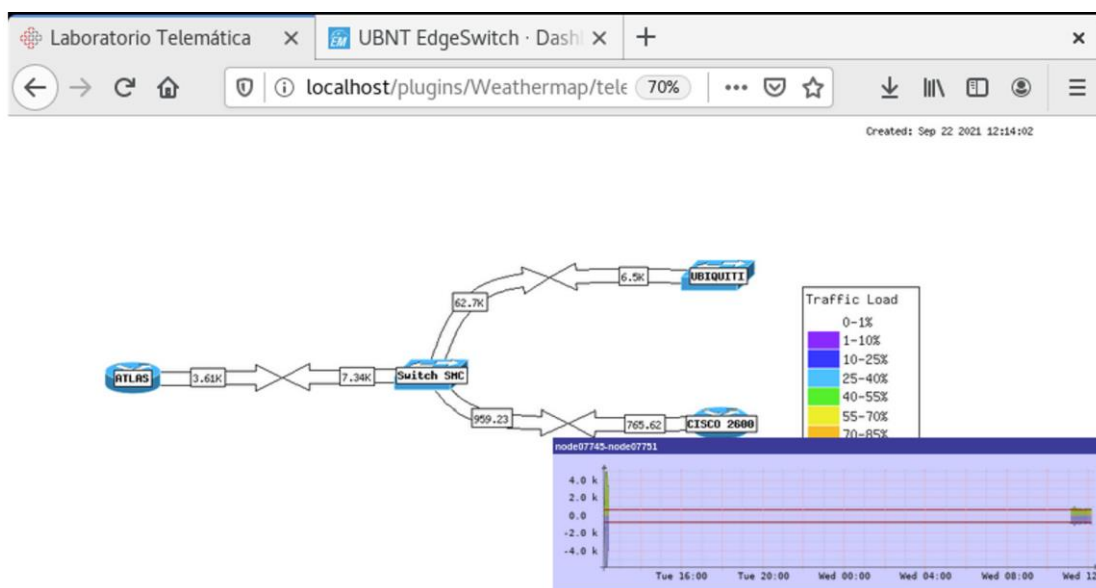 Laboratorio Telemática
UBNT EdgeSwitch · Dash
localhost/plugins/Weathermap/tele 70%
Created: Sep 22 2021 12:14:02
UBIQUITI
6.5K
62.7K
Traffic Load
0-1%
1-10%
10-25%
25-40%
40-55%
55-70%
70-85%
ATLAS
3.61K
7.34K
Switch SMC
959.23
765.62
CISCO 2600
node07745-node07751
4.0 k
2.0 k
0.0
-2.0 k
-4.0 k
Tue 16:00 Tue 20:00 Wed 00:00 Wed 04:00 Wed 08:00 Wed 12